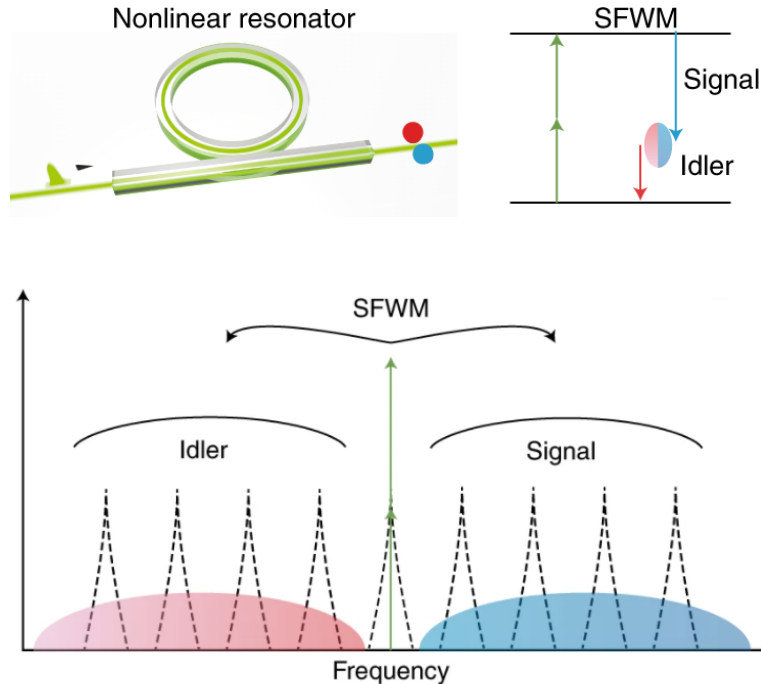 Nonlinear resonator
SFWM
Signal
Idler
SFWM
Idler
Signal
Frequency